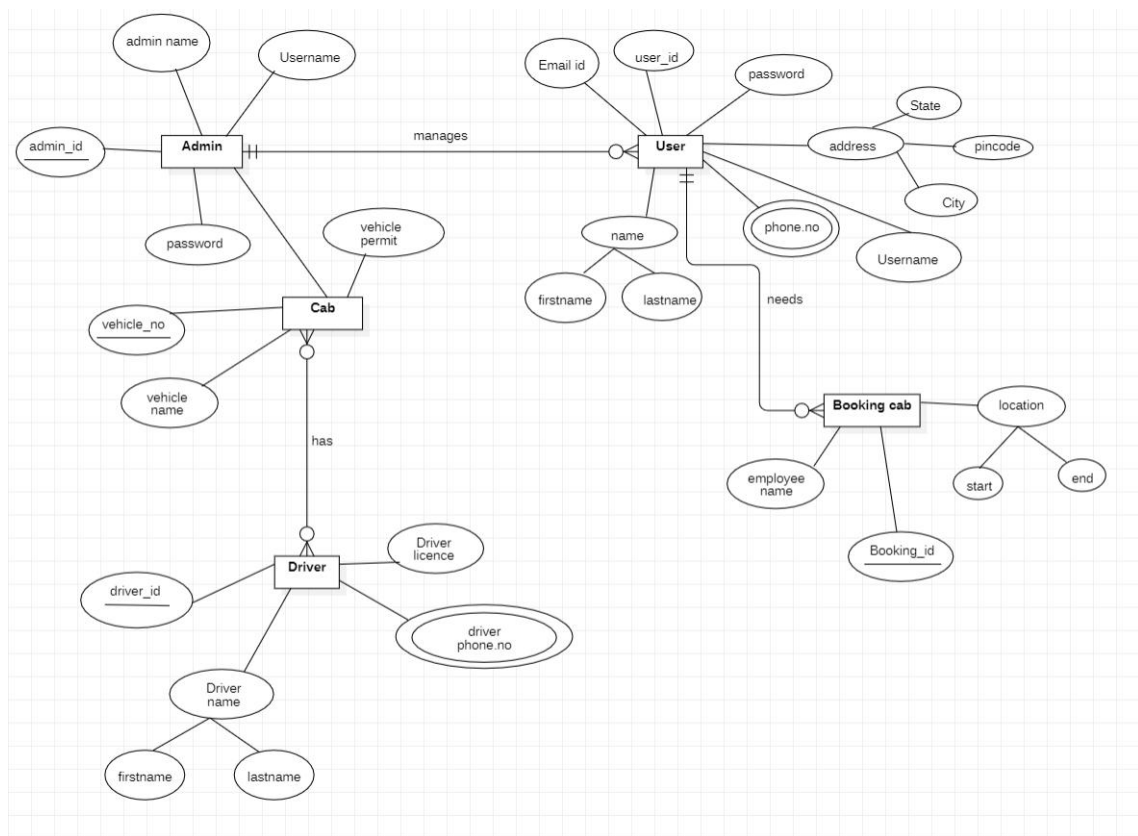 admin name
Username
admin_id
Admin
password
manages
Email id
user_id
password
User
State
address
pincode
City
phone.no
Username
name
firstname
lastname
needs
vehicle
permit
Cab
vehicle_no
vehicle
name
has
Booking cab
location
start
end
employee
name
Booking_id
Driver
Driver
licence
driver_id
driver
phone.no
Driver
name
firstname
lastname